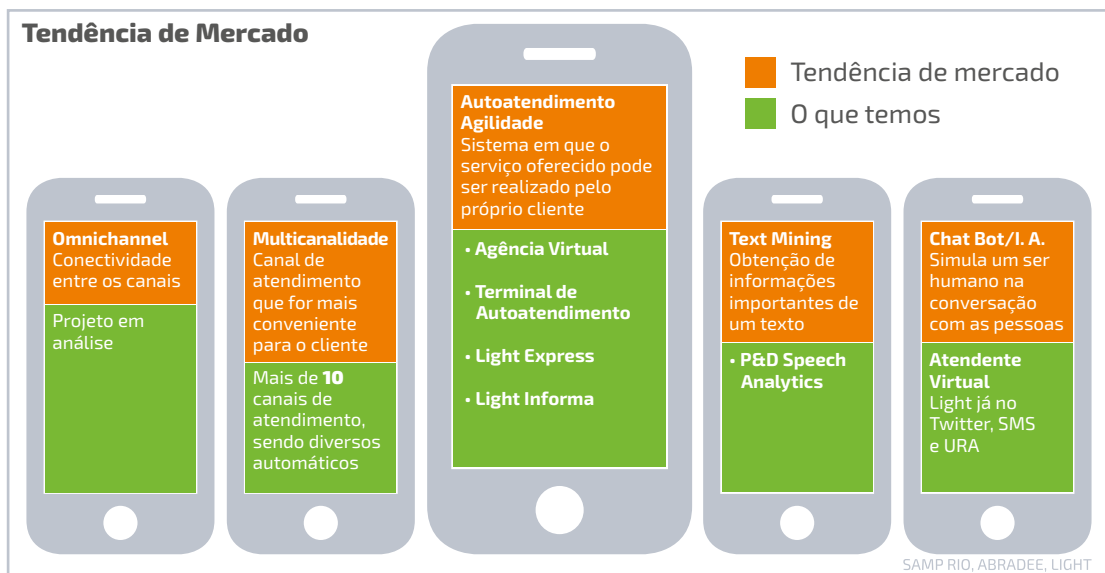 Tendência de Mercado
Tendência de mercado
O que temos
Omnichannel
Conectividade
entre os canais
Projeto em
análise
Multicanalidade
Canal de
atendimento
que for mais
conveniente
para o cliente
Mais de 10
canais de
atendimento,
sendo diversos
automáticos
Autoatendimento
Agilidade
Sistema em que o
serviço oferecido pode
ser realizado pelo
próprio cliente
• Agência Virtual
• Terminal de
Autoatendimento
• Light Express
• Light Informa
Text Mining
Obtenção de
informações
importantes de
um texto
• P&D Speech
Analytics
Chat Bot/I. A.
Simula um ser
humano na
conversação
com as pessoas
Atendente
Virtual
Light já no
Twitter, SMS
e URA
SAMP RIO, ABRADEE, LIGHT